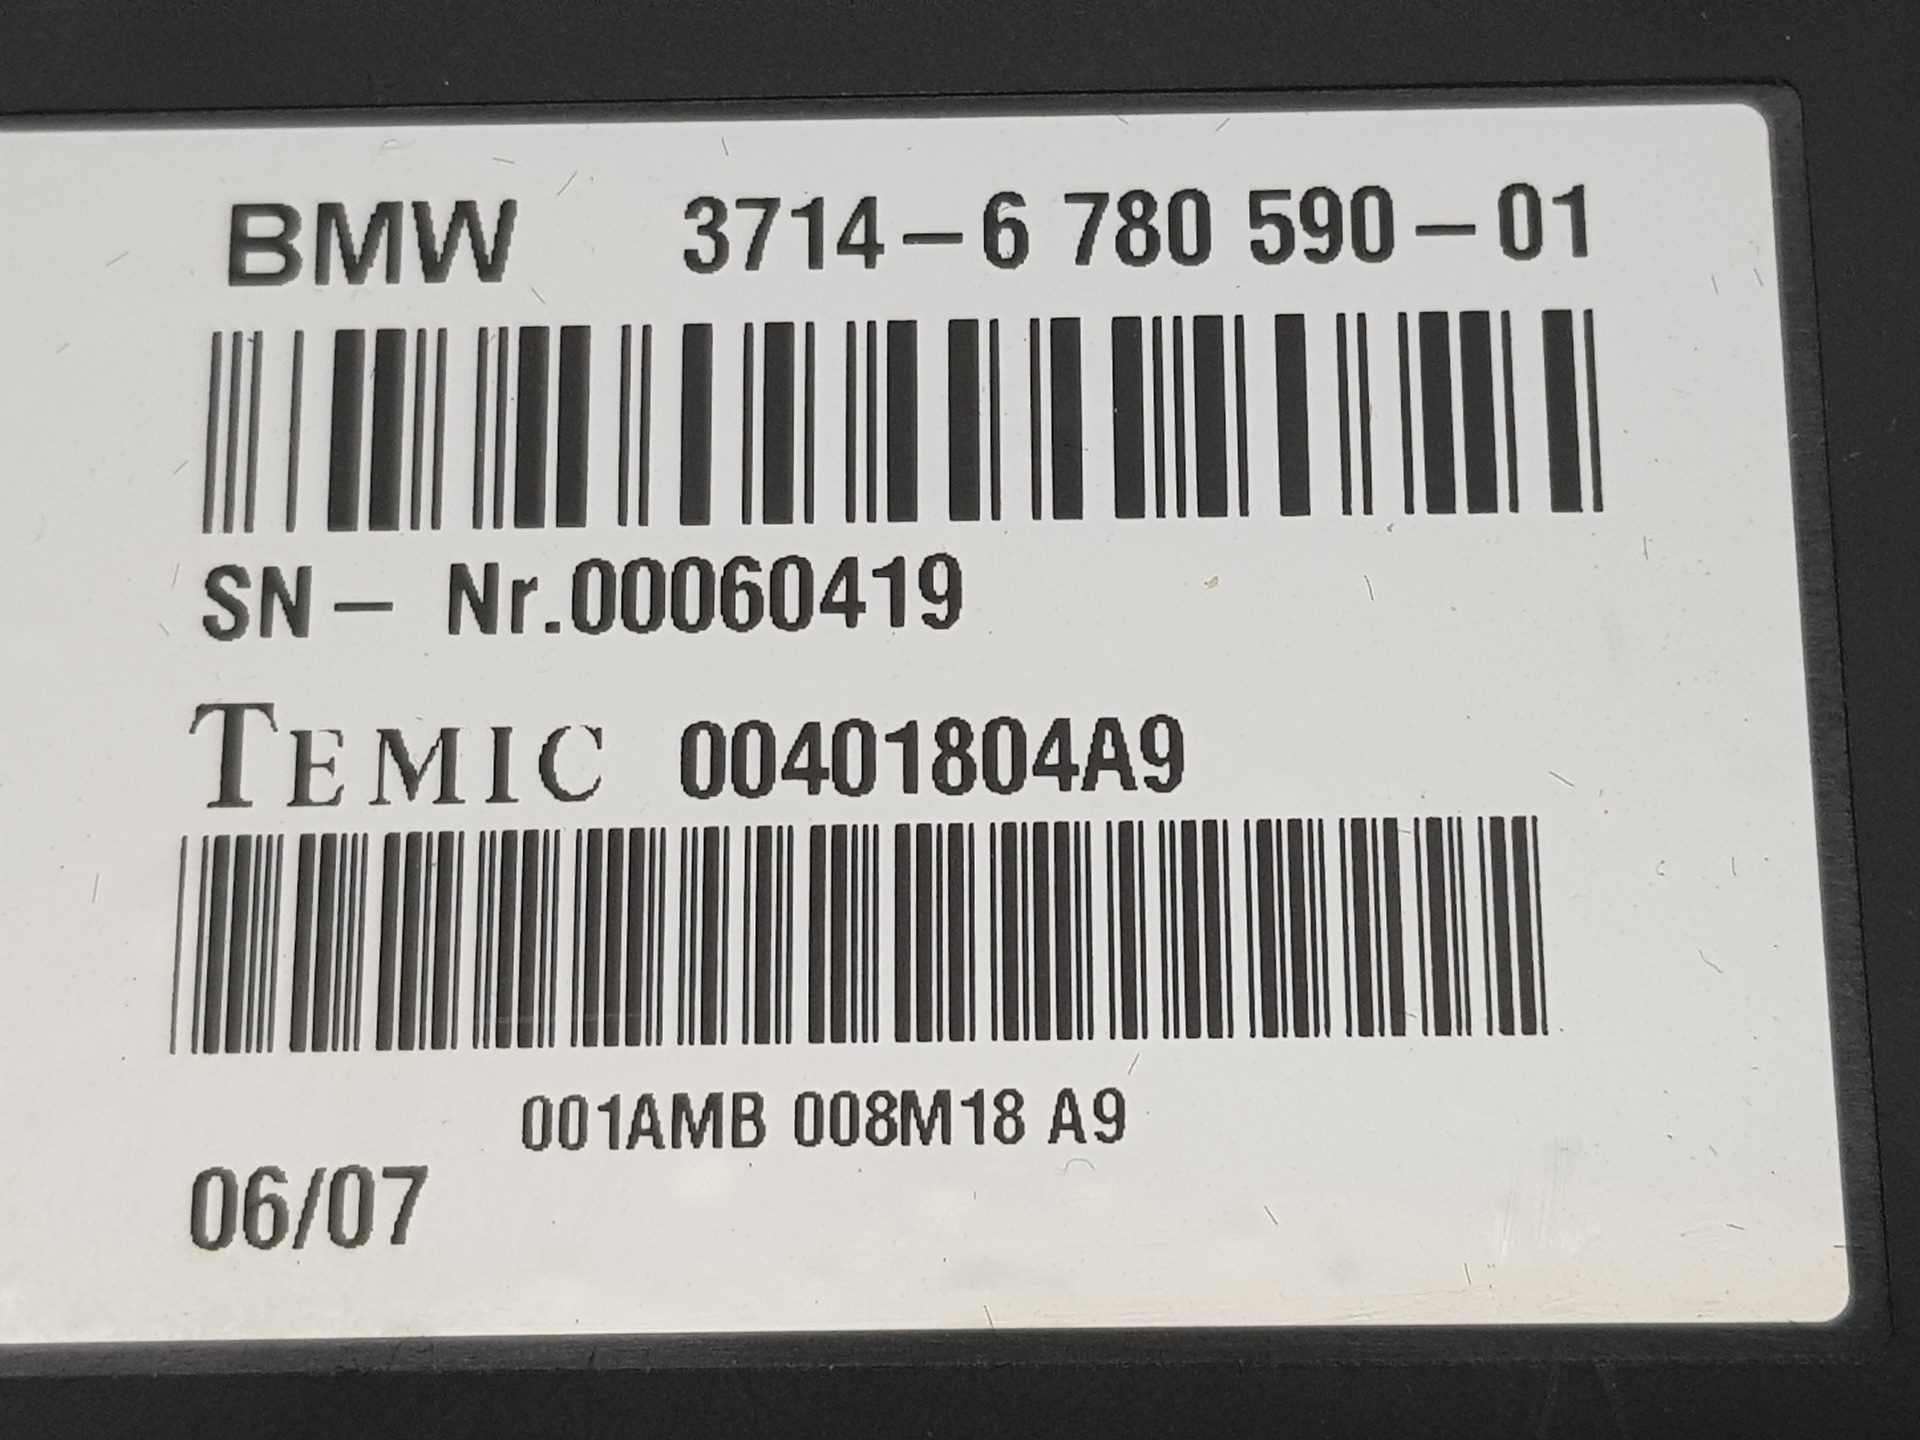 BMW 3714-6 780 590-01
SN- Nr.00060419
TEMIC 00401804A9
001AMB 008M18 A9
06/07